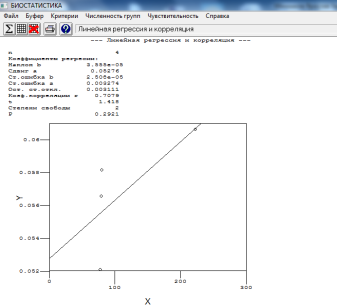 БИОСТАТИСТИКА
Файл Буфер Критерии Численность групп Чувствительность Справка
Линейная регрессия и корреляция
--- Линейная регрессия и корреляция ---
n 4
Коэффициенты регрессии:
Наклон b 3.555e-05
Сдвиг a 0.05276
Ст.ошибка b 2.505e-05
Ст.ошибка a 0.003274
Ост. ст.откл. 0.003111
Коэф.корреляции r 0.7079
t 1.418
Степени свободы 2
P 0.2921
0.06
0.058
0.056
0.054
0.052
Y
0 100 200 300
X